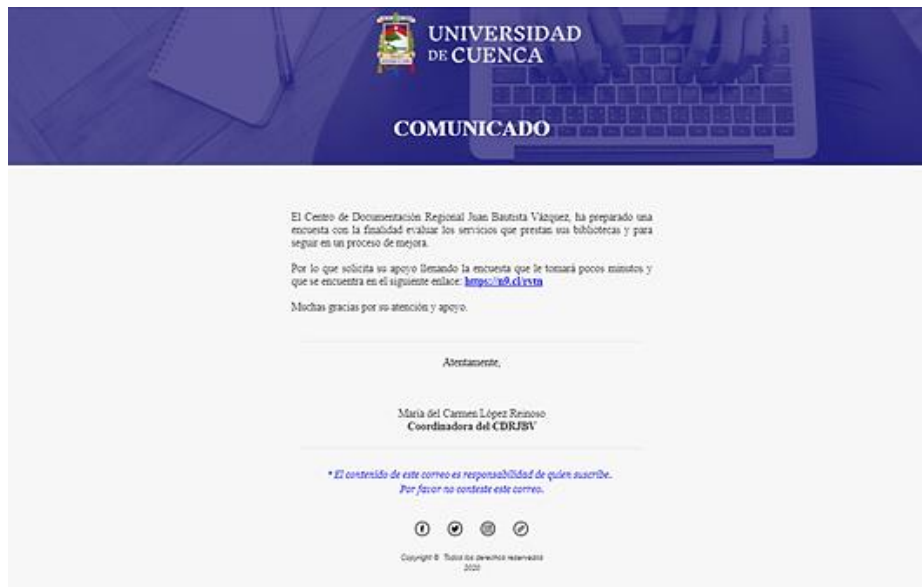 UNIVERSIDAD
DE CUENCA
COMUNICADO
El Centro de Documentación Regional Juan Bautista Vázquez, ha preparado una
encuesta con la finalidad evaluar los servicios que prestan sus bibliotecas y para
seguir en un proceso de mejora.
Por lo que solicita su apoyo llenando la encuesta que le tomará pocos minutos y
que se encuentra en el siguiente enlace: https://n9.cl/rvtn
Muchas gracias por su atención y apoyo.
Atentamente,
María del Carmen López Reinoso
Coordinadora del CDRJBV
* El contenido de este correo es responsabilidad de quien suscribe.
Por favor no conteste este correo.
Copyright © Todos los derechos reservados
2020